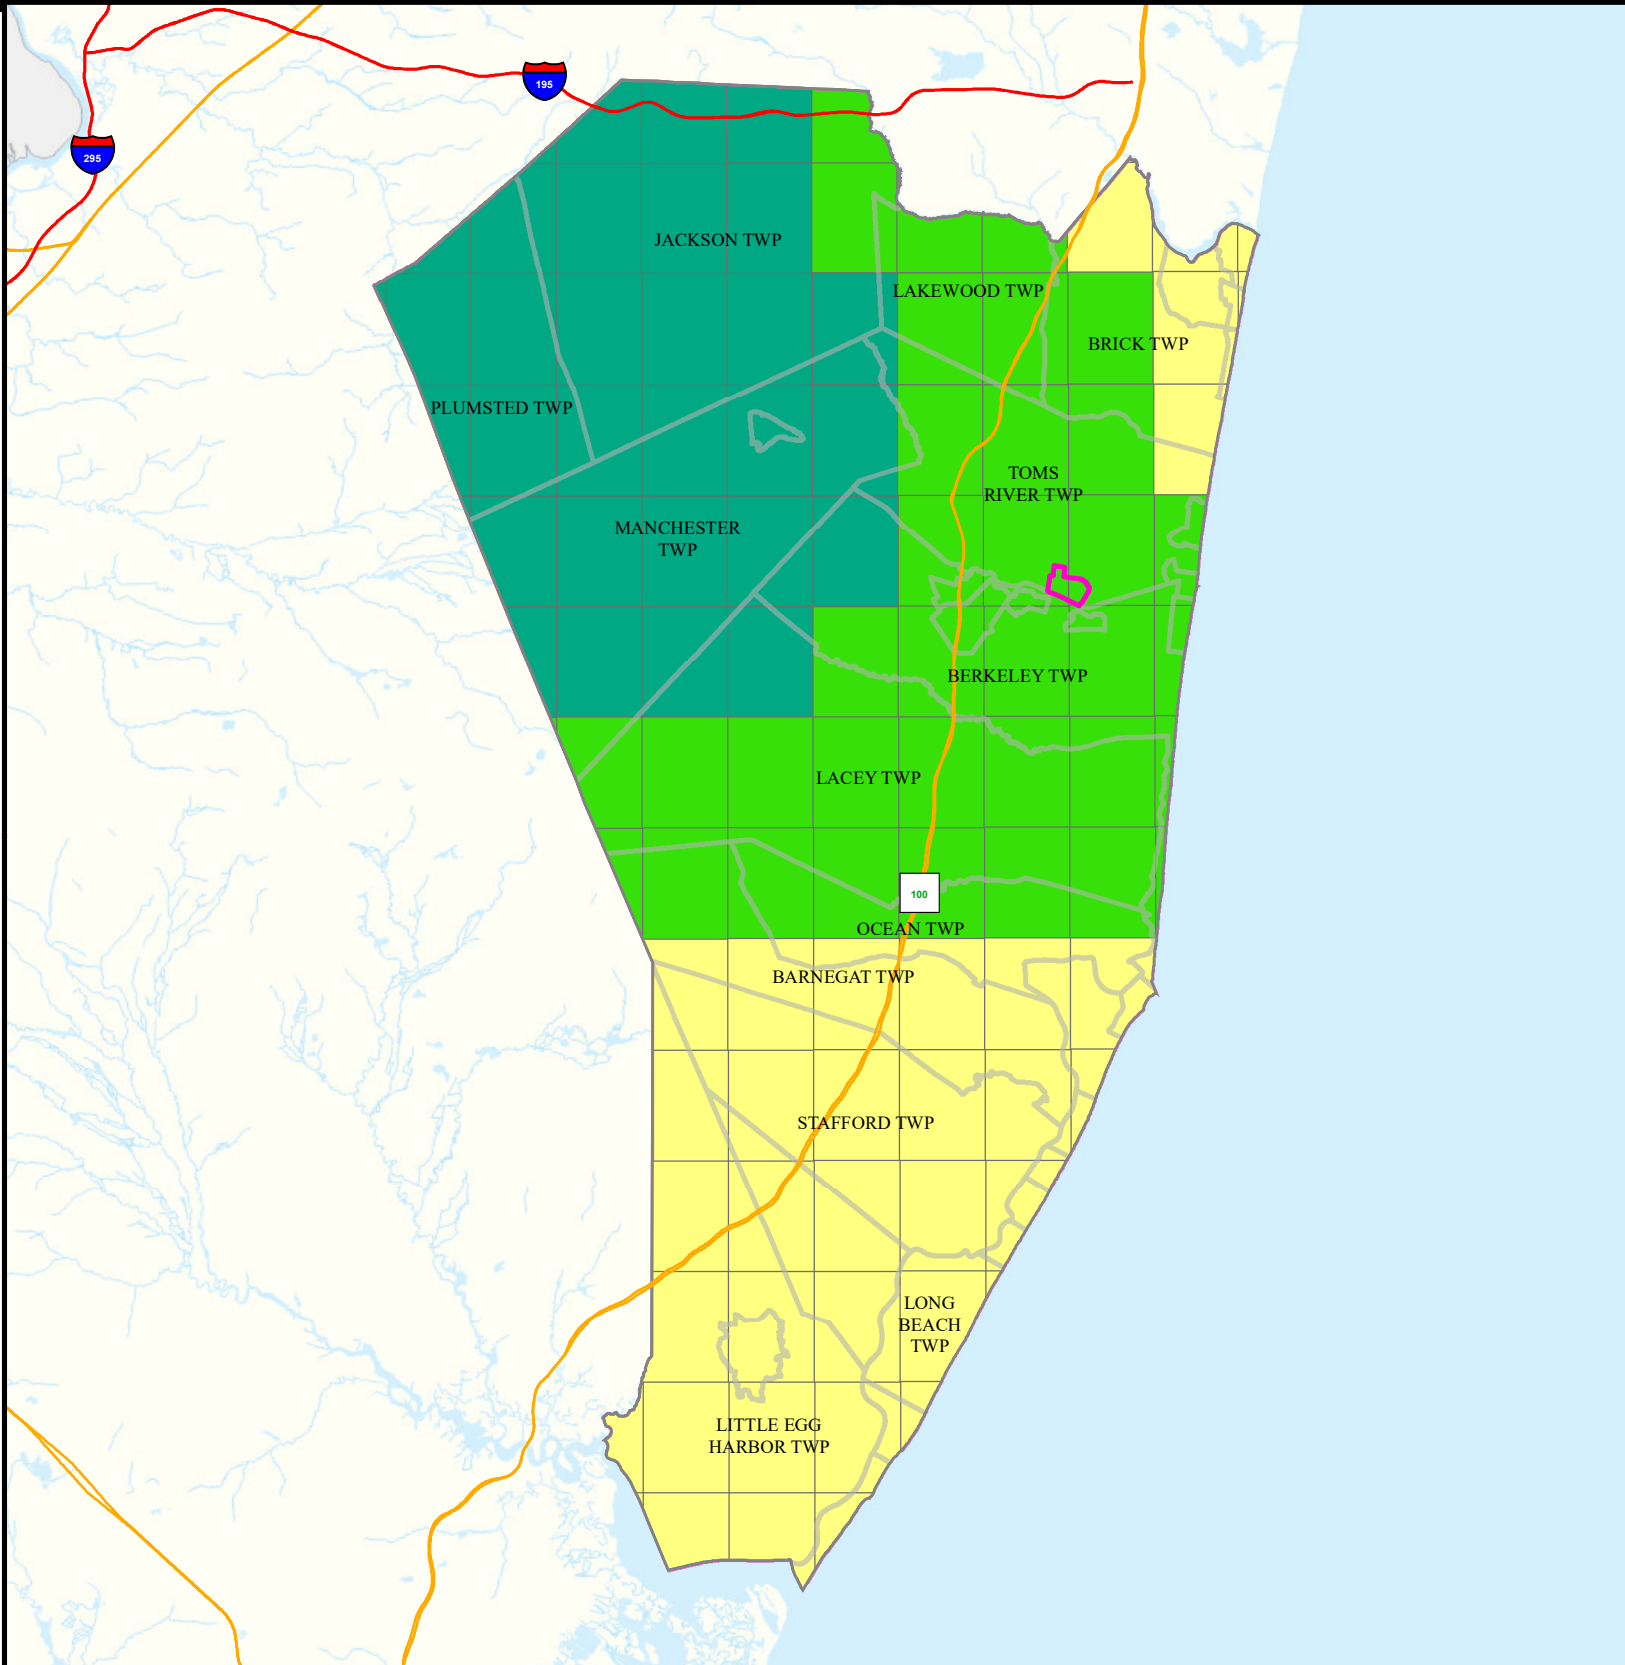 195
295
JACKSON TWP
LAKEWOOD TWP
BRICK TWP
PLUMSTED TWP
TOMS
RIVER TWP
MANCHESTER
TWP
BERKELEY TWP
LACEY TWP
100
OCEAN TWP
BARNEGAT TWP
STAFFORD TWP
LONG
BEACH
TWP
LITTLE EGG
HARBOR TWP